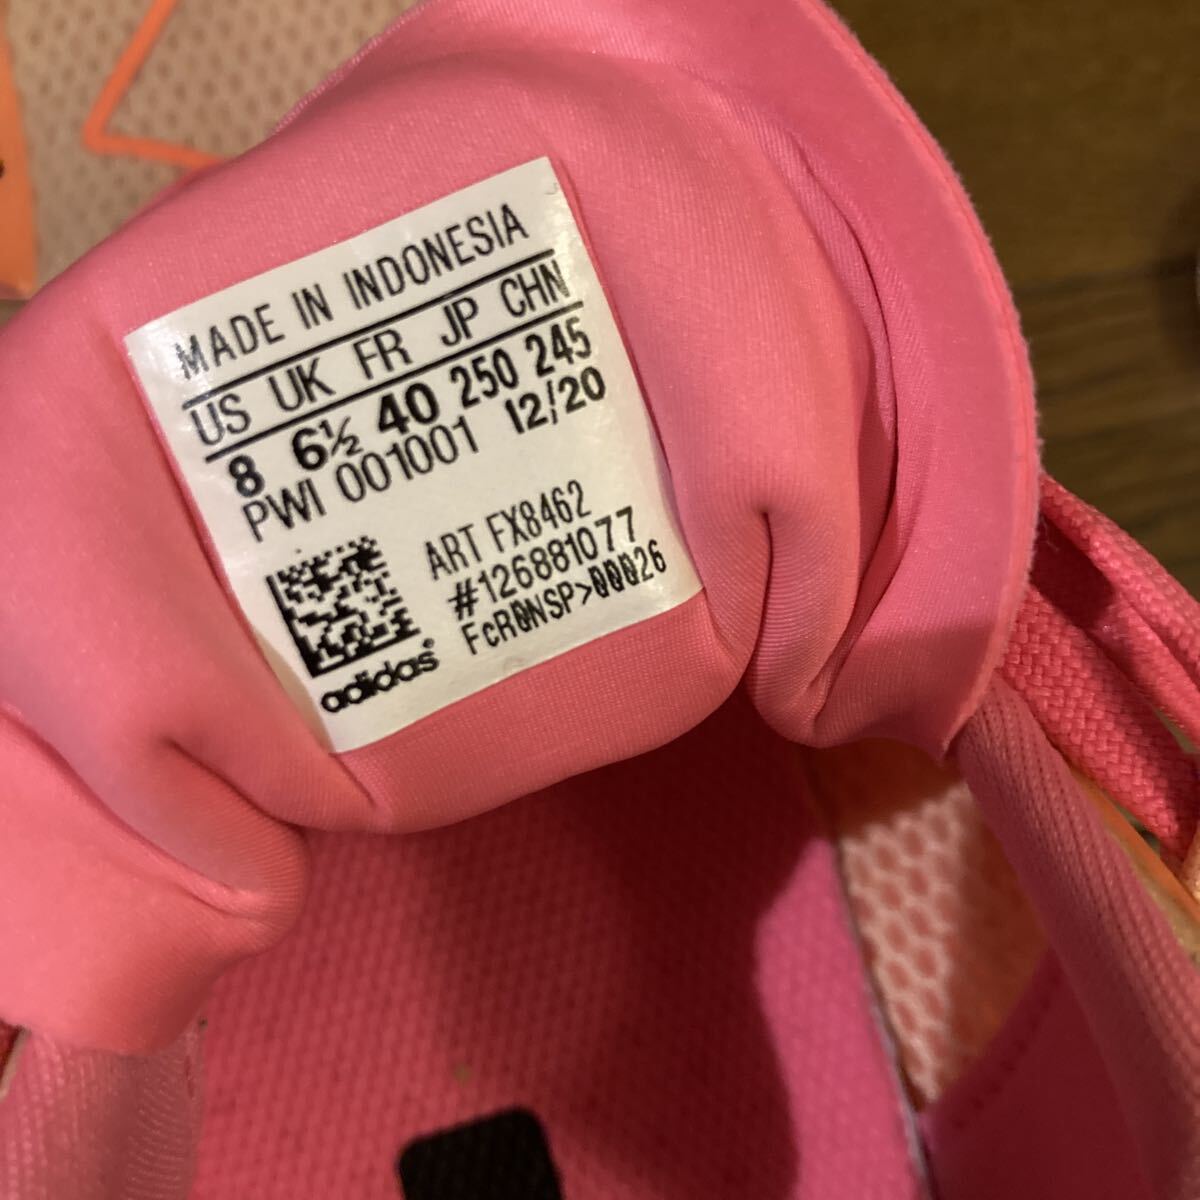 MADE IN INDONESIA
US UK FR JP CHN
8 6½ 40 250 245
PWI 001001 12/20
ART FX8462
#126881077
FcR0NSP>00026
adidas